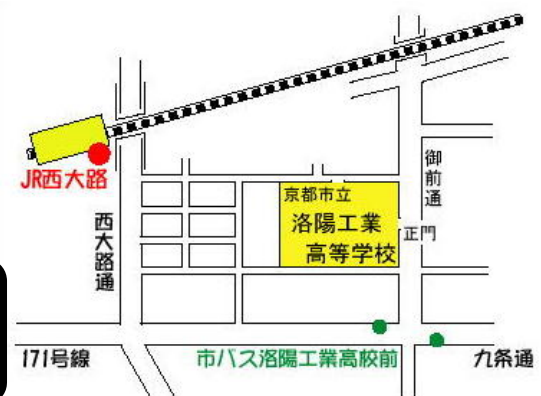 JR西大路
西大路通
京都市立
洛陽工業
高等学校
正門
御前通
171号線
市バス洛陽工業高校前
九条通